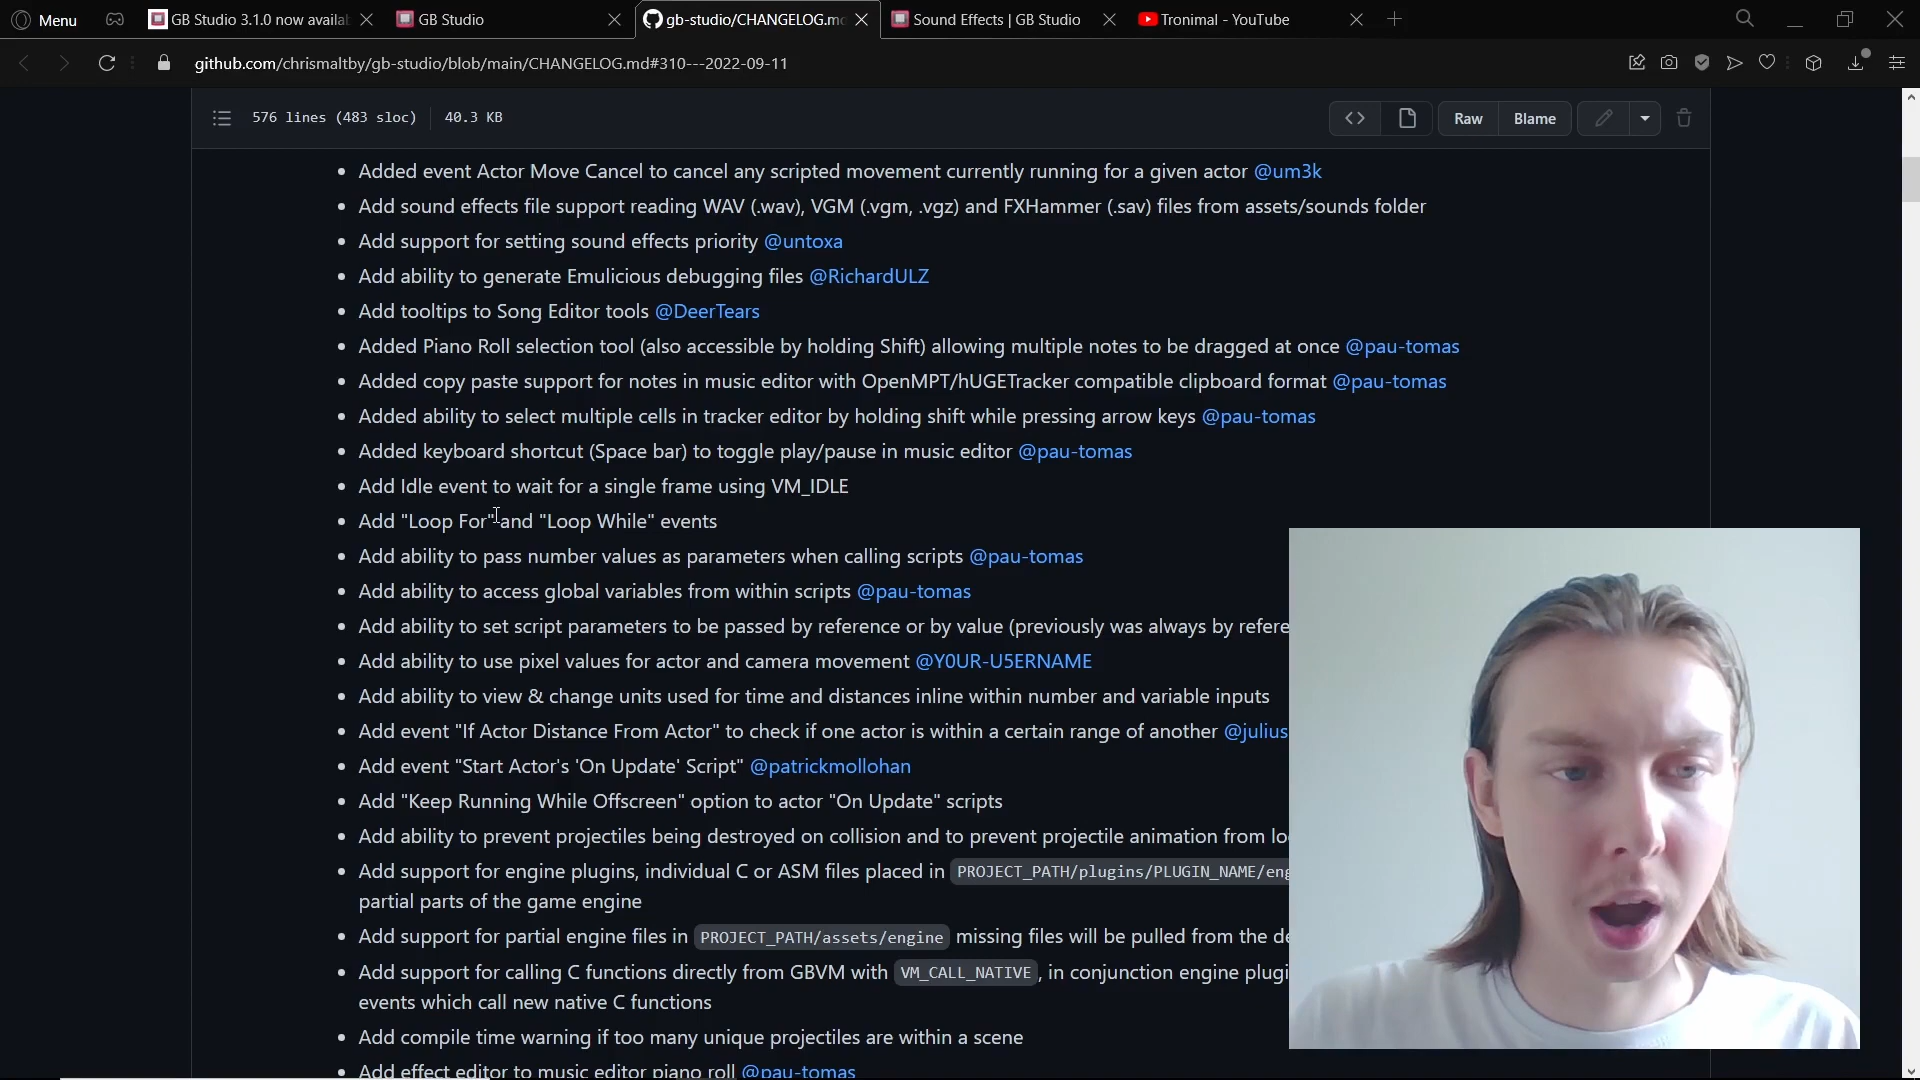 Menu
GB Studio 3.1.0 now availab
GB Studio
gb-studio/CHANGELOG.md
Sound Effects | GB Studio
Tronimal - YouTube
github.com/chrismaltby/gb-studio/blob/main/CHANGELOG.md#310---2022-09-11
576 lines (483 sloc) 40.3 KB
Raw
Blame
• Added event Actor Move Cancel to cancel any scripted movement currently running for a given actor @um3k
• Add sound effects file support reading WAV (.wav), VGM (.vgm, .vgz) and FXHammer (.sav) files from assets/sounds folder
• Add support for setting sound effects priority @untoxa
• Add ability to generate Emulicious debugging files @RichardULZ
• Add tooltips to Song Editor tools @DeerTears
• Added Piano Roll selection tool (also accessible by holding Shift) allowing multiple notes to be dragged at once @pau-tomas
• Added copy paste support for notes in music editor with OpenMPT/hUGETracker compatible clipboard format @pau-tomas
• Added ability to select multiple cells in tracker editor by holding shift while pressing arrow keys @pau-tomas
• Added keyboard shortcut (Space bar) to toggle play/pause in music editor @pau-tomas
• Add Idle event to wait for a single frame using VM_IDLE
• Add "Loop For" and "Loop While" events
• Add ability to pass number values as parameters when calling scripts @pau-tomas
• Add ability to access global variables from within scripts @pau-tomas
• Add ability to set script parameters to be passed by reference or by value (previously was always by refere
• Add ability to use pixel values for actor and camera movement @Y0UR-U5ERNAME
• Add ability to view & change units used for time and distances inline within number and variable inputs
• Add event "If Actor Distance From Actor" to check if one actor is within a certain range of another @julius
• Add event "Start Actor's 'On Update' Script" @patrickmollohan
• Add "Keep Running While Offscreen" option to actor "On Update" scripts
• Add ability to prevent projectiles being destroyed on collision and to prevent projectile animation from lo
• Add support for engine plugins, individual C or ASM files placed in PROJECT_PATH/plugins/PLUGIN_NAME/eng
partial parts of the game engine
• Add support for partial engine files in PROJECT_PATH/assets/engine missing files will be pulled from the de
• Add support for calling C functions directly from GBVM with VM_CALL_NATIVE, in conjunction engine plugi
events which call new native C functions
• Add compile time warning if too many unique projectiles are within a scene
• Add effect editor to music editor piano roll @pau-tomas